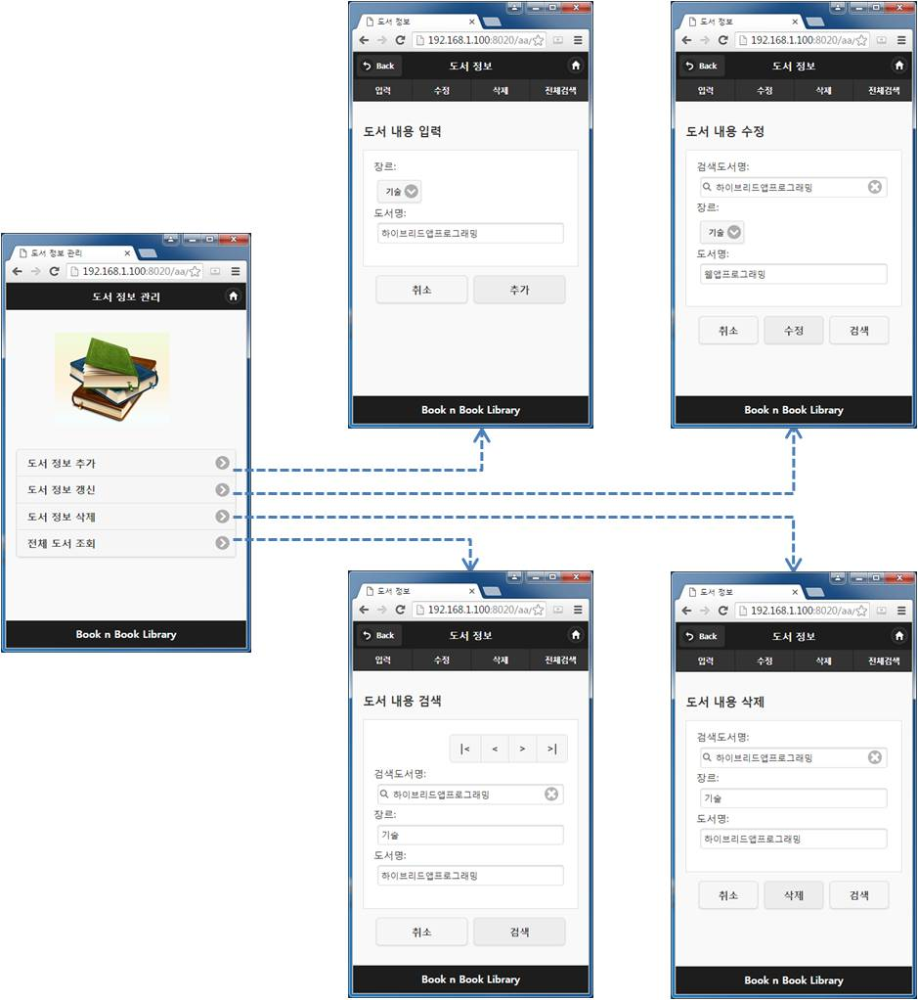 도서 정보 관리
192.168.1.100:8020/aa/
도서 정보 관리
도서 정보 추가
도서 정보 갱신
도서 정보 삭제
전체 도서 조회
Book n Book Library
도서 정보
192.168.1.100:8020/aa/
Back 도서 정보
입력 수정 삭제 전체검색
도서 내용 입력
장르:
기술
도서명:
하이브리드앱프로그래밍
취소 추가
Book n Book Library
도서 정보
192.168.1.100:8020/aa/
Back 도서 정보
입력 수정 삭제 전체검색
도서 내용 수정
검색도서명:
하이브리드앱프로그래밍
장르:
기술
도서명:
웹앱프로그래밍
취소 수정 검색
Book n Book Library
도서 정보
192.168.1.100:8020/aa/
Back 도서 정보
입력 수정 삭제 전체검색
도서 내용 검색
|< < > >|
검색도서명:
하이브리드앱프로그래밍
장르:
기술
도서명:
하이브리드앱프로그래밍
취소 검색
Book n Book Library
도서 정보
192.168.1.100:8020/aa/
Back 도서 정보
입력 수정 삭제 전체검색
도서 내용 삭제
검색도서명:
하이브리드앱프로그래밍
장르:
기술
도서명:
하이브리드앱프로그래밍
취소 삭제 검색
Book n Book Library